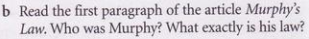 b Read the first paragraph of the article Murphy's
Law. Who was Murphy? What exactly is his law?